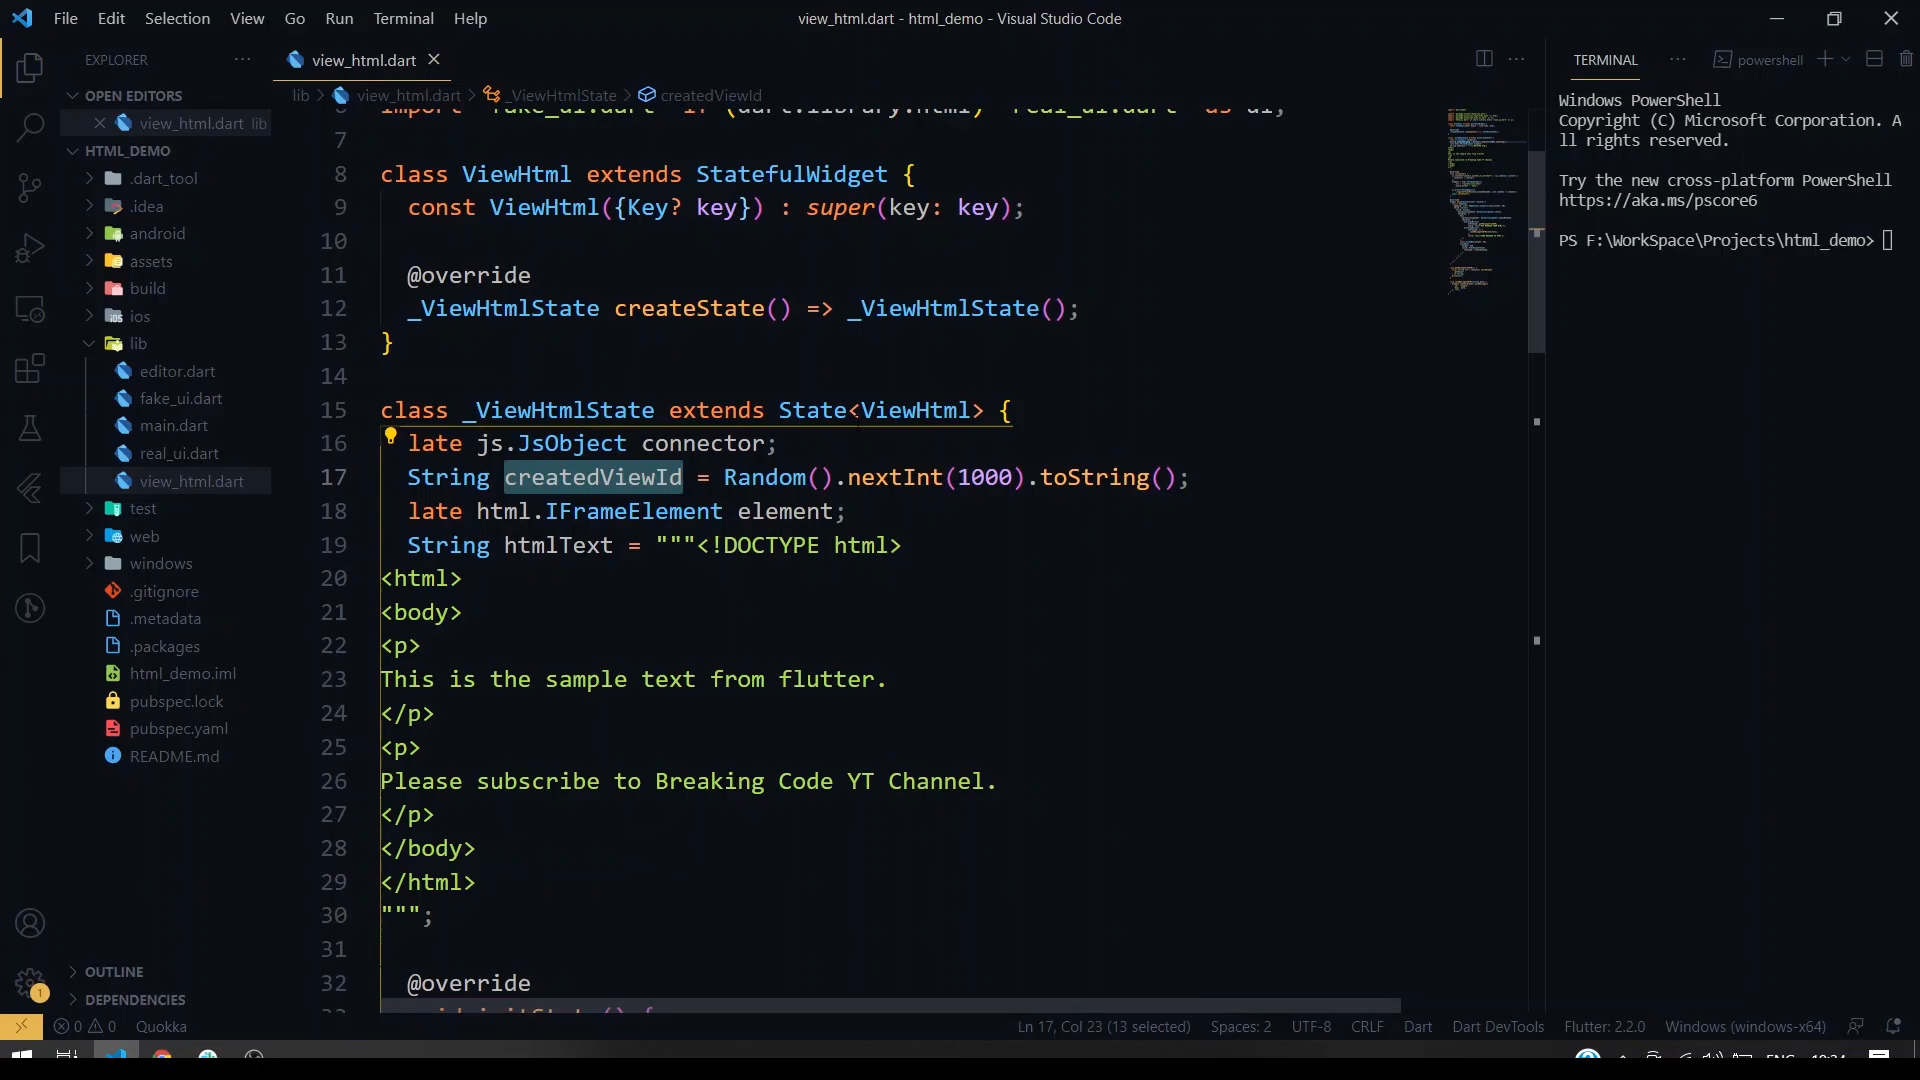 File Edit Selection View Go Run Terminal Help
view_html.dart - html_demo - Visual Studio Code
EXPLORER
OPEN EDITORS
view_html.dart lib
HTML_DEMO
.dart_tool
.idea
android
assets
build
ios
lib
editor.dart
fake_ui.dart
main.dart
real_ui.dart
view_html.dart
test
web
windows
.gitignore
.metadata
.packages
html_demo.iml
pubspec.lock
pubspec.yaml
README.md
OUTLINE
DEPENDENCIES
view_html.dart
lib > view_html.dart > _ViewHtmlState > createdViewId
7
8 class ViewHtml extends StatefulWidget {
9 const ViewHtml({Key? key}) : super(key: key);
10
11 @override
12 _ViewHtmlState createState() => _ViewHtmlState();
13 }
14
15 class _ViewHtmlState extends State<ViewHtml> {
16 late js.JsObject connector;
17 String createdViewId = Random().nextInt(1000).toString();
18 late html.IFrameElement element;
19 String htmlText = """<!DOCTYPE html>
20 <html>
21 <body>
22 <p>
23 This is the sample text from flutter.
24 </p>
25 <p>
26 Please subscribe to Breaking Code YT Channel.
27 </p>
28 </body>
29 </html>
30 """;
31
32 @override
TERMINAL
powershell
Windows PowerShell
Copyright (C) Microsoft Corporation. A
ll rights reserved.
Try the new cross-platform PowerShell
https://aka.ms/pscore6
PS F:\WorkSpace\Projects\html_demo>
1
0 0 Quokka
Ln 17, Col 23 (13 selected) Spaces: 2 UTF-8 CRLF Dart Dart DevTools Flutter: 2.2.0 Windows (windows-x64)